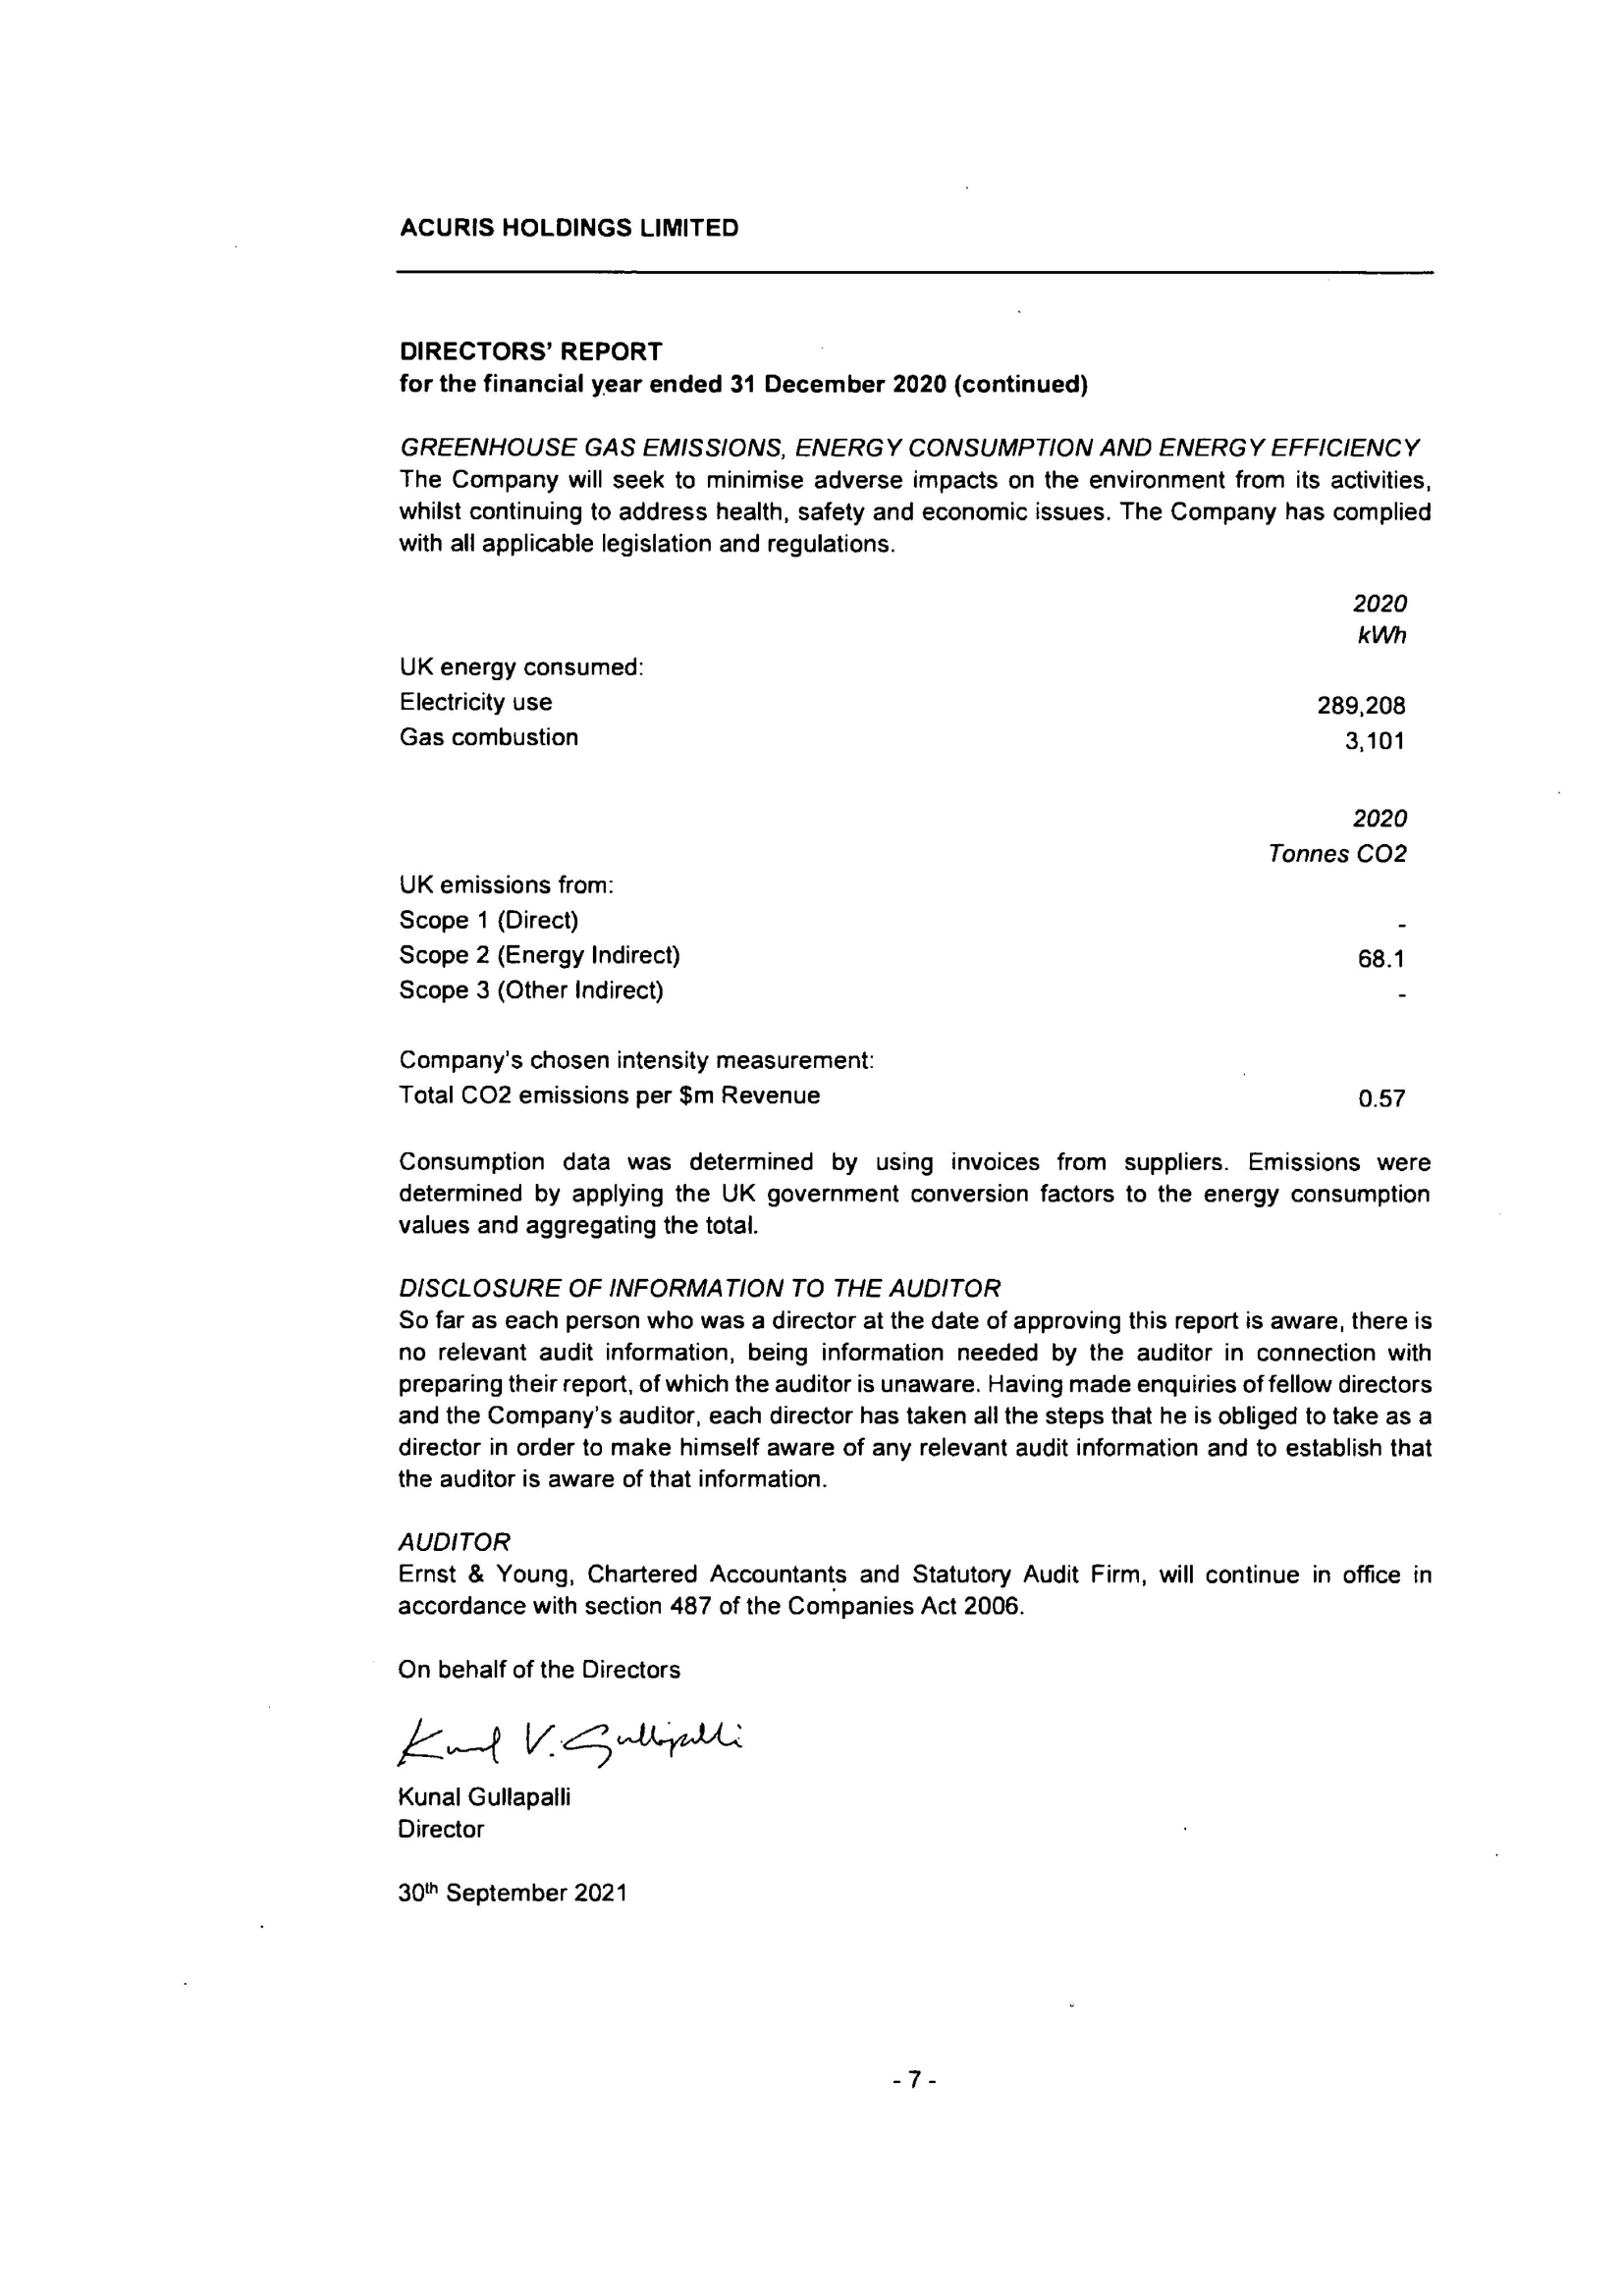 ACURIS HOLDINGS LIMITED
DIRECTORS' REPORT
for the financial year ended 31 December 2020 (continued)
GREENHOUSE GAS EMISSIONS, ENERGY CONSUMPTION AND ENERGY EFFICIENCY
The Company will seek to minimise adverse impacts on the environment from its activities,
whilst continuing to address health, safety and economic issues. The Company has complied
with all applicable legislation and regulations.
2020
kWh
UK energy consumed:
Electricity use 289,208
Gas combustion 3,101
2020
Tonnes CO2
UK emissions from:
Scope 1 (Direct) -
Scope 2 (Energy Indirect) 68.1
Scope 3 (Other Indirect) -
Company's chosen intensity measurement:
Total CO2 emissions per $m Revenue 0.57
Consumption data was determined by using invoices from suppliers. Emissions were
determined by applying the UK government conversion factors to the energy consumption
values and aggregating the total.
DISCLOSURE OF INFORMATION TO THE AUDITOR
So far as each person who was a director at the date of approving this report is aware, there is
no relevant audit information, being information needed by the auditor in connection with
preparing their report, of which the auditor is unaware. Having made enquiries of fellow directors
and the Company's auditor, each director has taken all the steps that he is obliged to take as a
director in order to make himself aware of any relevant audit information and to establish that
the auditor is aware of that information.
AUDITOR
Ernst & Young, Chartered Accountants and Statutory Audit Firm, will continue in office in
accordance with section 487 of the Companies Act 2006.
On behalf of the Directors
Kunal V. Gullapalli
Kunal Gullapalli
Director
30th September 2021
- 7 -